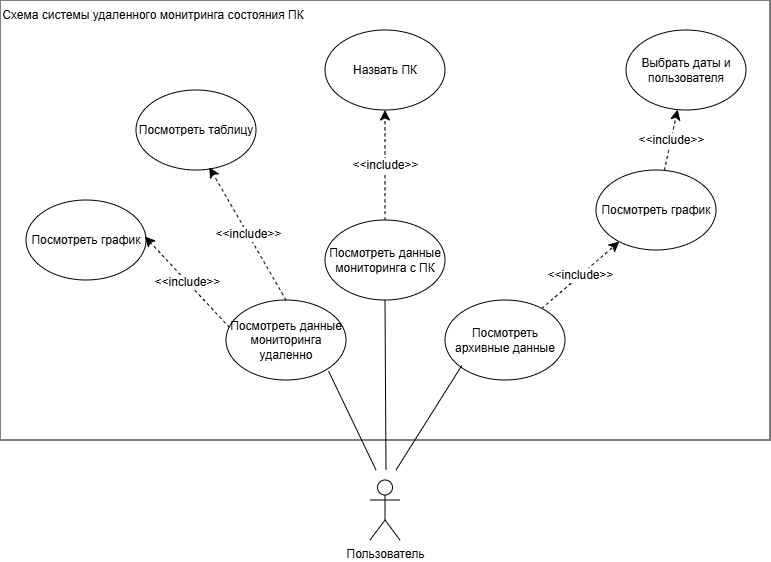 Схема системы удаленного монитринга состояния ПК
Назвать ПК
Выбрать даты и
пользователя
Посмотреть таблицу
<<include>>
<<include>>
Посмотреть график
<<include>>
Посмотреть график
Посмотреть данные
мониторинга с ПК
<<include>>
<<include>>
Посмотреть данные
мониторинга
удаленно
Посмотреть
архивные данные
Пользователь